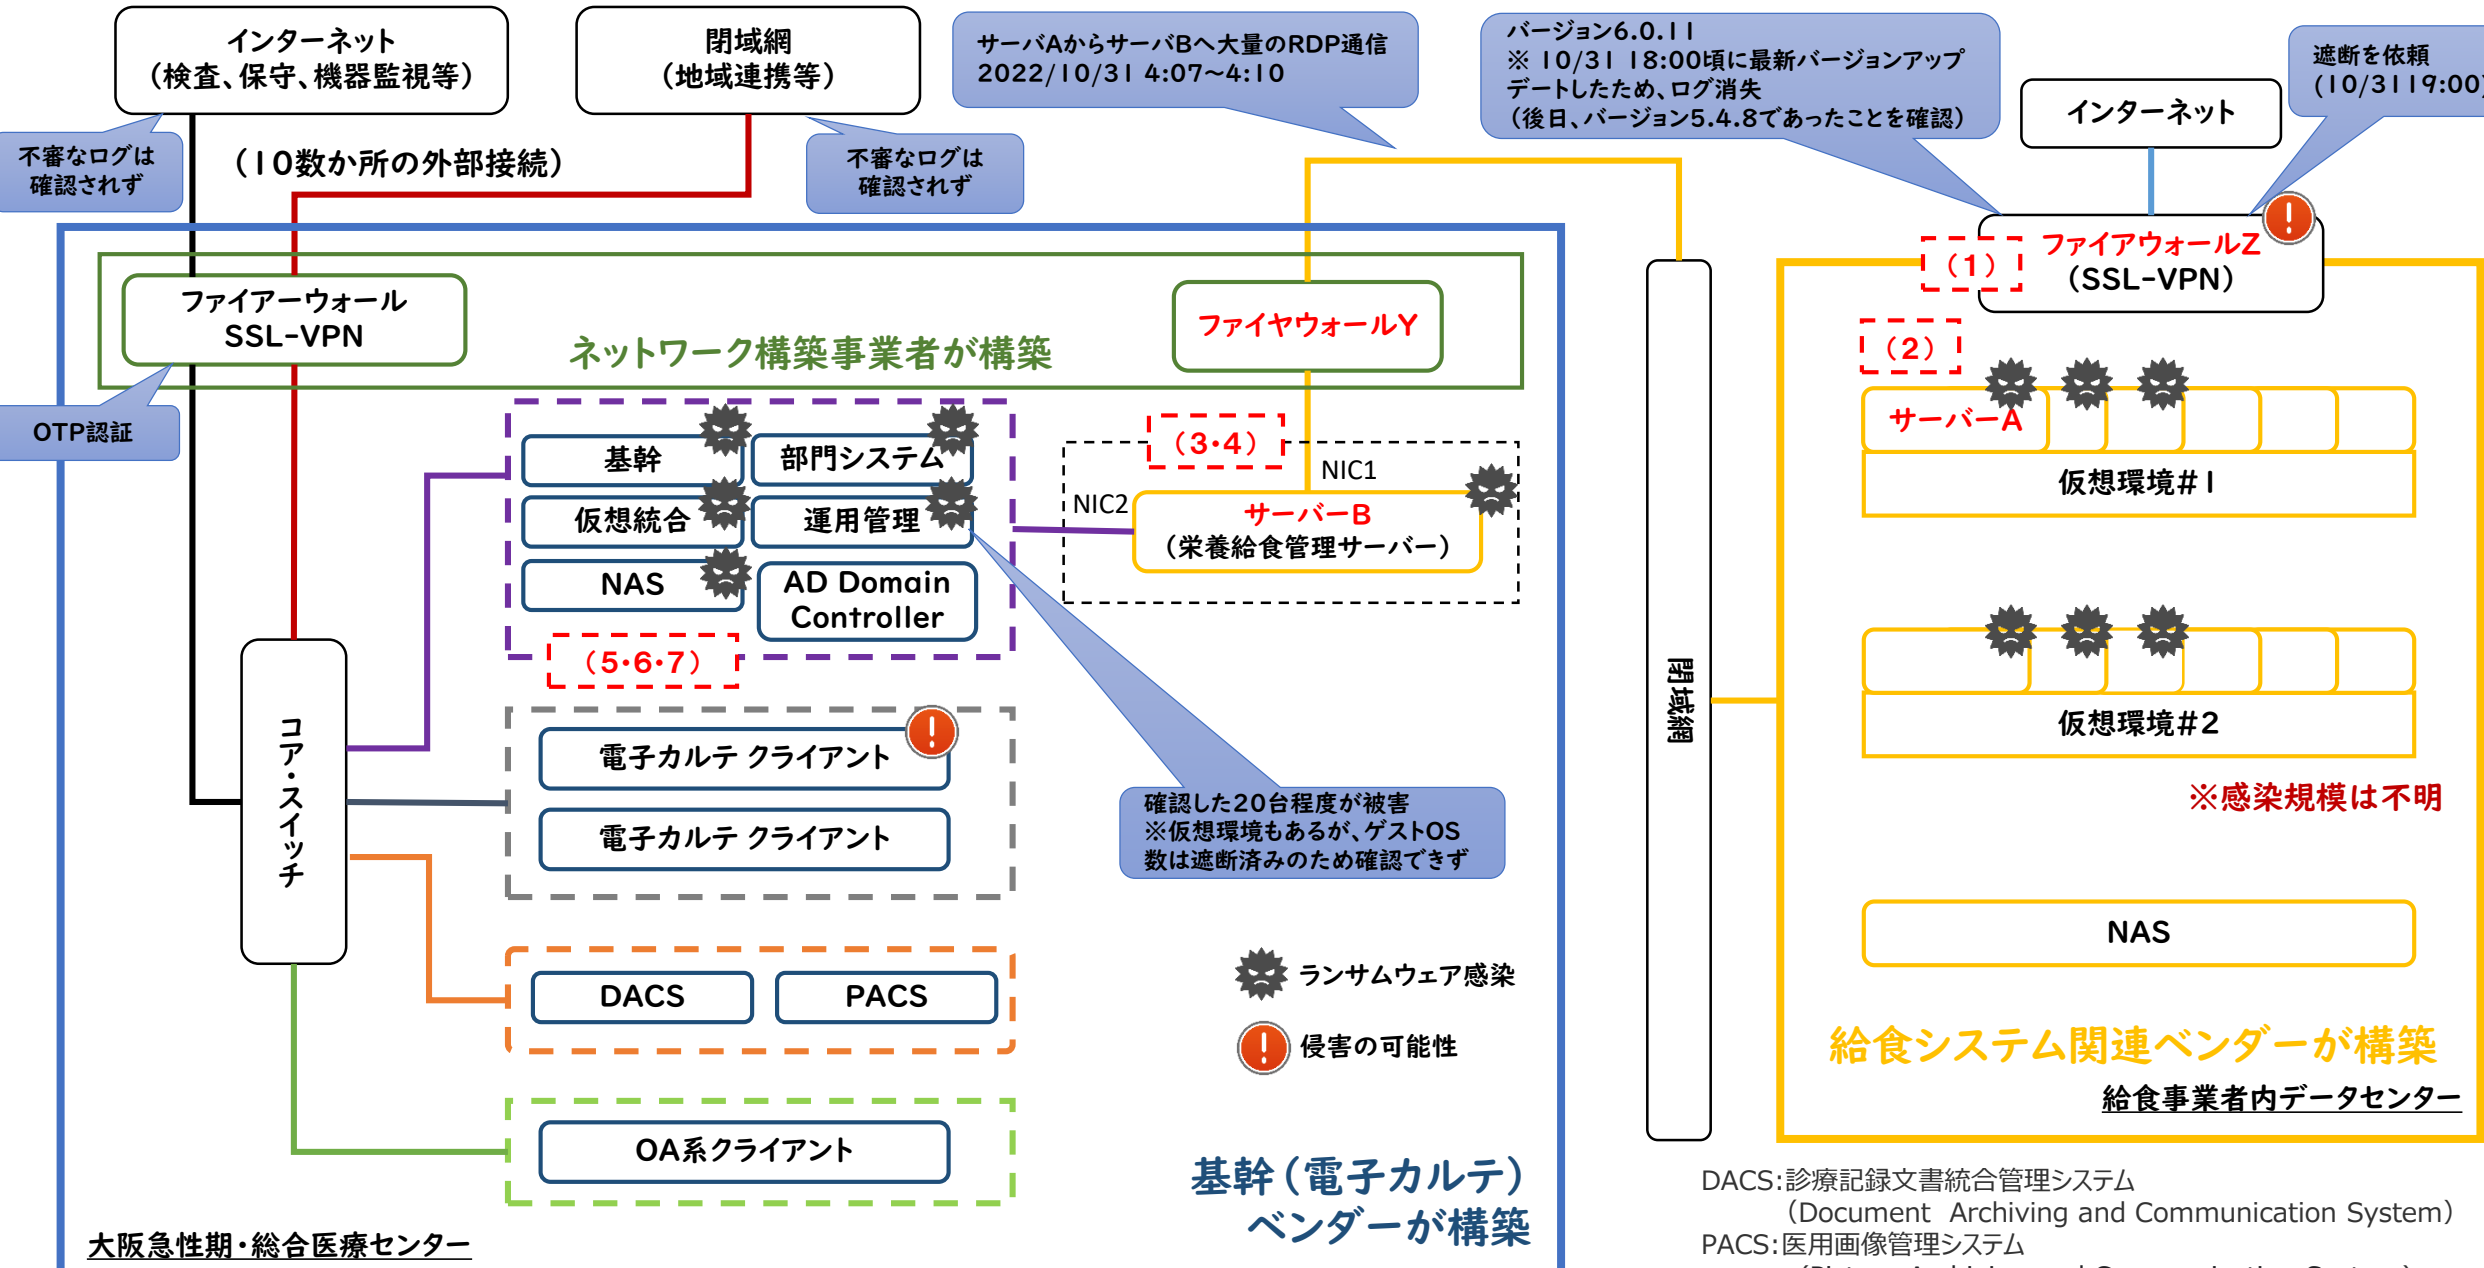 インターネット
（検査、保守、機器監視等）
閉域網
（地域連携等）
サーバAからサーバBへ大量のRDP通信
2022/10/31 4:07～4:10
バージョン6.0.11
※ 10/31 18:00頃に最新バージョンアップ
デートしたため、ログ消失
（後日、バージョン5.4.8であったことを確認）
遮断を依頼
(10/3119:00)
インターネット
不審なログは
確認されず
（10数か所の外部接続）
不審なログは
確認されず
ファイアーウォール
SSL-VPN
ネットワーク構築事業者が構築
ファイヤウォールY
（1）
ファイアウォールZ
（SSL-VPN）
（2）
OTP認証
基幹
部門システム
仮想統合
運用管理
NAS
AD Domain
Controller
（3・4）
NIC1
NIC2
サーバーB
（栄養給食管理サーバー）
サーバーA
仮想環境#1
（5・6・7）
コア・スイッチ
電子カルテ クライアント
電子カルテ クライアント
閉域網
仮想環境#2
確認した20台程度が被害
※仮想環境もあるが、ゲストOS
数は遮断済みのため確認できず
※感染規模は不明
NAS
DACS
PACS
ランサムウェア感染
侵害の可能性
給食システム関連ベンダーが構築
給食事業者内データセンター
OA系クライアント
基幹（電子カルテ）
ベンダーが構築
大阪急性期・総合医療センター
DACS：診療記録文書統合管理システム
（Document Archiving and Communication System）
PACS：医用画像管理システム
（Picture Archiving and Communication System）